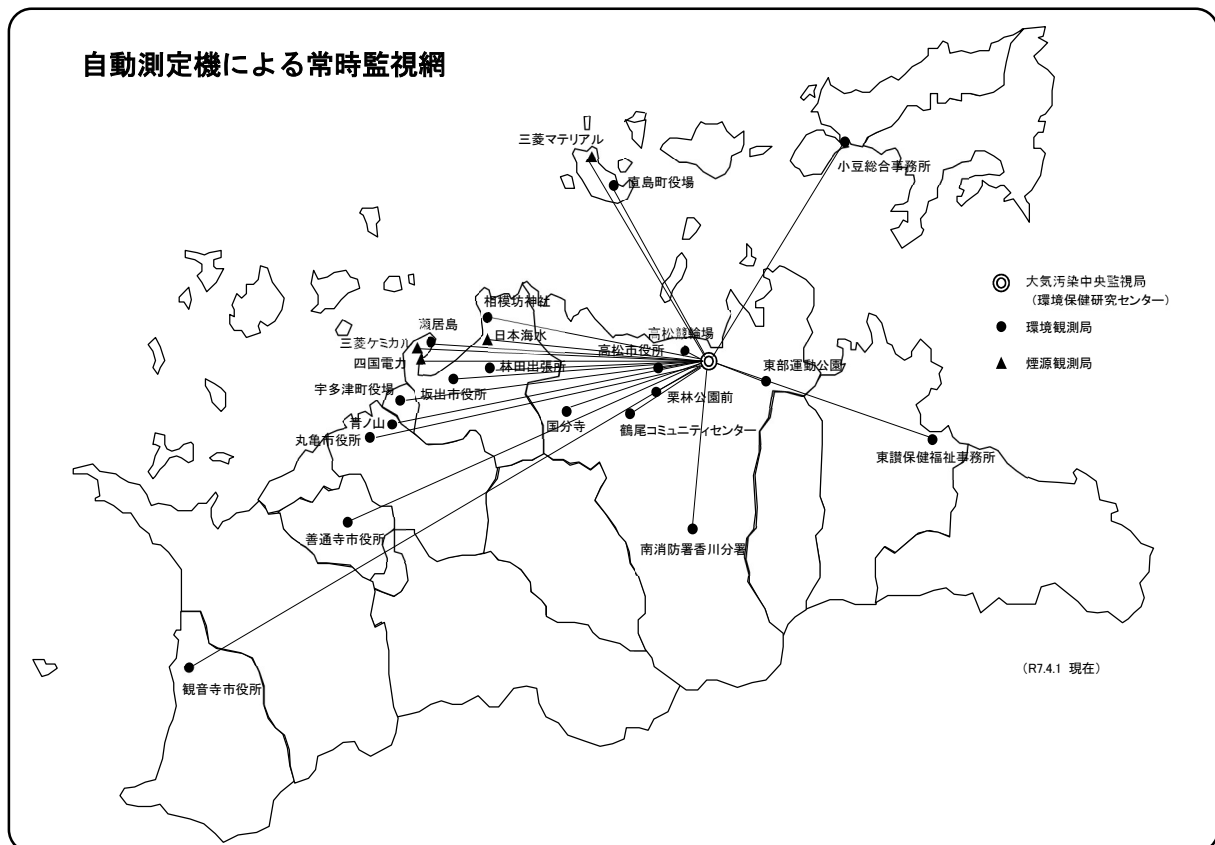 自動測定機による常時監視網
三菱マテリアル
直島町役場
小豆総合事務所
大気汚染中央監視局
(環境保健研究センター)
環境観測局
煙源観測局
相模坊神社
瀬居島
日本海水
三菱ケミカル
四国電力
林田出張所
高松競輪場
高松市役所
東部運動公園
宇多津町役場
坂出市役所
栗林公園前
青ノ山
丸亀市役所
国分寺
鶴尾コミュニティセンター
東讃保健福祉事務所
善通寺市役所
南消防署香川分署
観音寺市役所
(R7.4.1 現在)